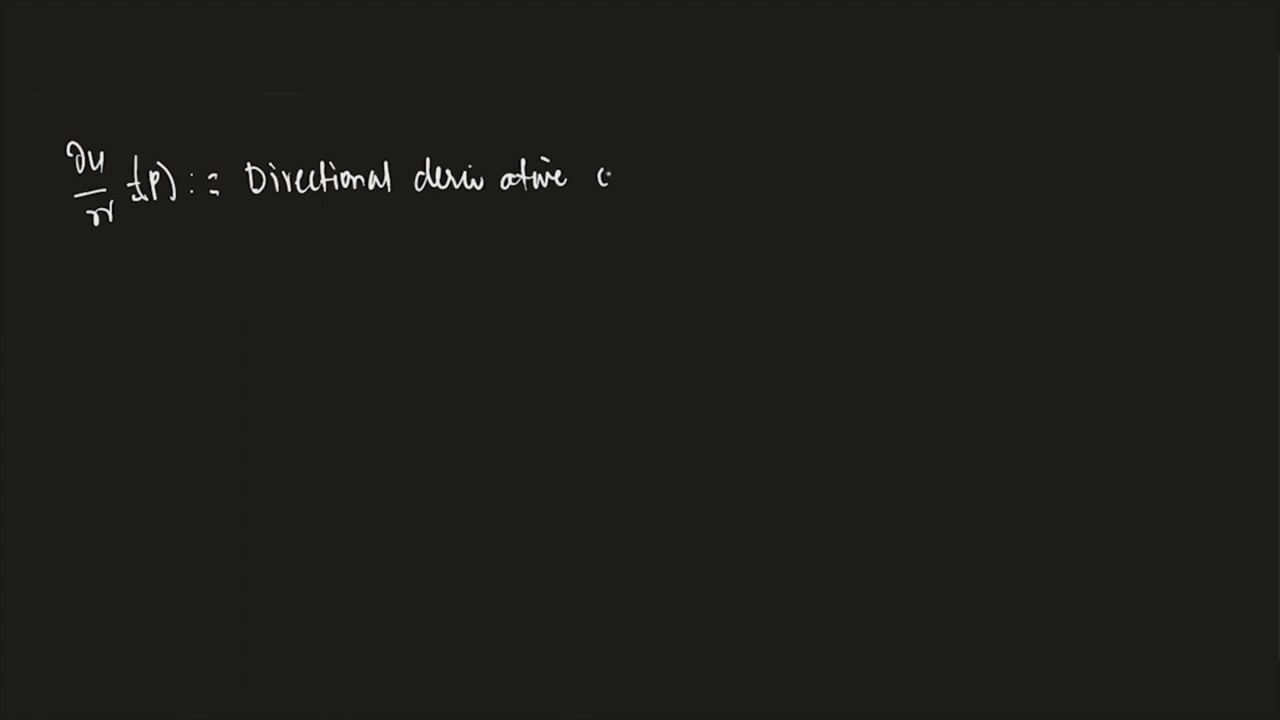 ∂u/∂ν (p) := Directional derivative